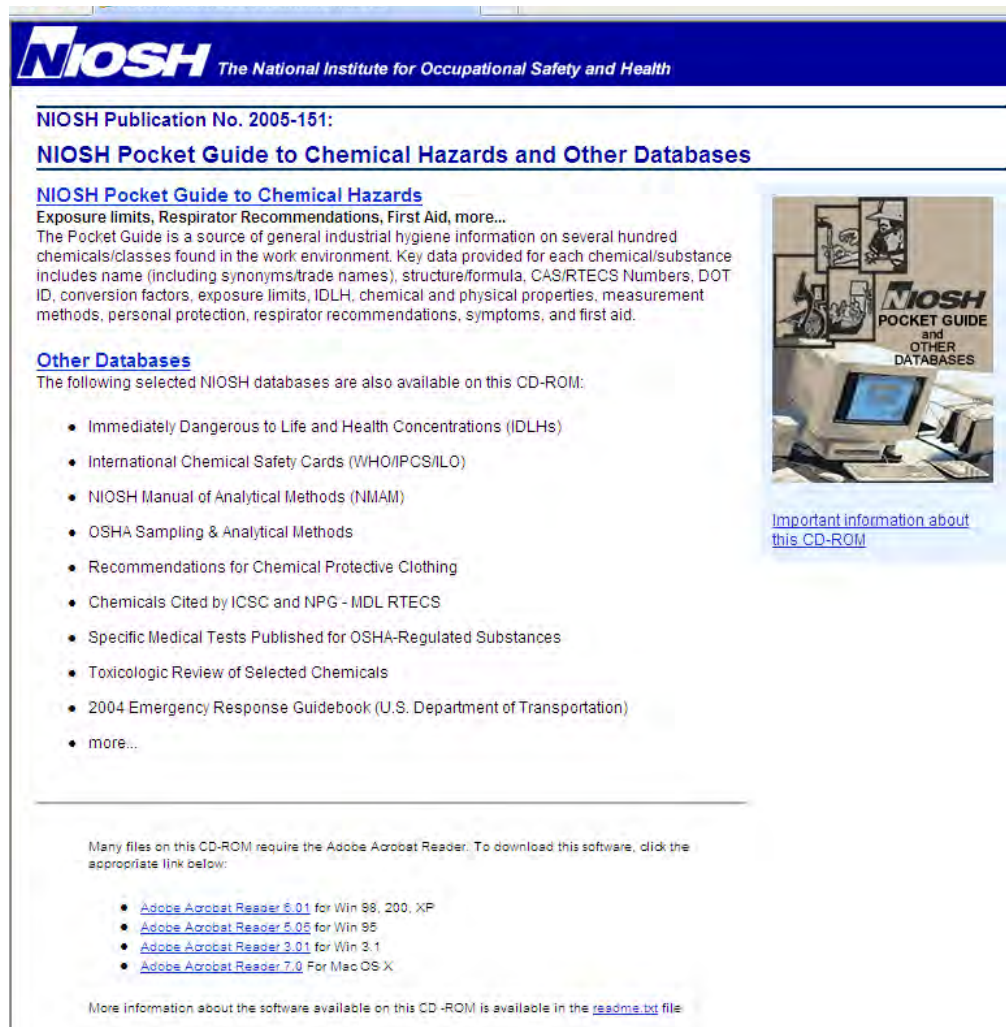 NIOSH The National Institute for Occupational Safety and Health
NIOSH Publication No. 2005-151:
NIOSH Pocket Guide to Chemical Hazards and Other Databases
NIOSH Pocket Guide to Chemical Hazards
Exposure limits, Respirator Recommendations, First Aid, more...
The Pocket Guide is a source of general industrial hygiene information on several hundred
chemicals/classes found in the work environment. Key data provided for each chemical/substance
includes name (including synonyms/trade names), structure/formula, CAS/RTECS Numbers, DOT
ID, conversion factors, exposure limits, IDLH, chemical and physical properties, measurement
methods, personal protection, respirator recommendations, symptoms, and first aid.
NIOSH
POCKET GUIDE
and
OTHER
DATABASES
Important information about
this CD-ROM
Other Databases
The following selected NIOSH databases are also available on this CD-ROM:
• Immediately Dangerous to Life and Health Concentrations (IDLHs)
• International Chemical Safety Cards (WHO/IPCS/ILO)
• NIOSH Manual of Analytical Methods (NMAM)
• OSHA Sampling & Analytical Methods
• Recommendations for Chemical Protective Clothing
• Chemicals Cited by ICSC and NPG - MDL RTECS
• Specific Medical Tests Published for OSHA-Regulated Substances
• Toxicologic Review of Selected Chemicals
• 2004 Emergency Response Guidebook (U.S. Department of Transportation)
• more...
Many files on this CD-ROM require the Adobe Acrobat Reader. To download this software, click the
appropriate link below:
• Adobe Acrobat Reader 6.01 for Win 98, 200, XP
• Adobe Acrobat Reader 5.05 for Win 95
• Adobe Acrobat Reader 3.01 for Win 3.1
• Adobe Acrobat Reader 7.0 For Mac OS X
More information about the software available on this CD -ROM is available in the readme.txt file